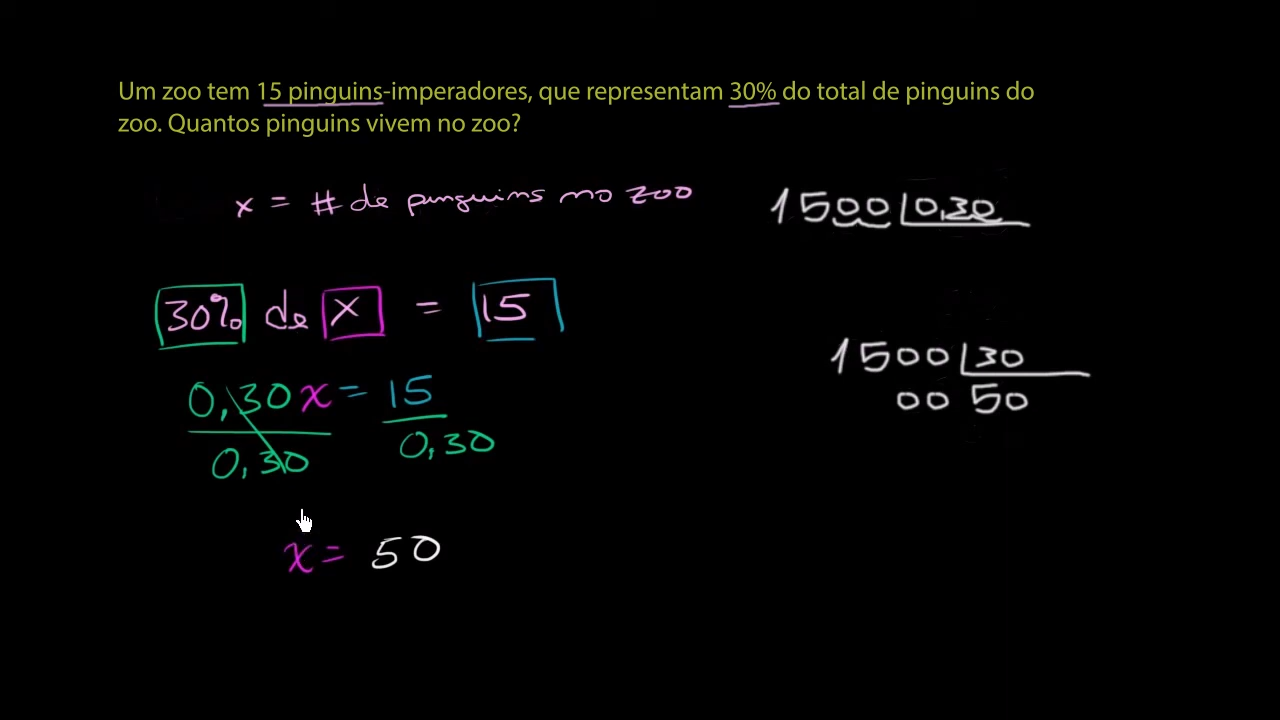 Um zoo tem 15 pinguins-imperadores, que representam 30% do total de pinguins do
zoo. Quantos pinguins vivem no zoo?
x = # de pinguins no zoo
30% de x = 15
0,30x = 15
0,30 0,30
x = 50
1500 0,30
1500 30
00 50